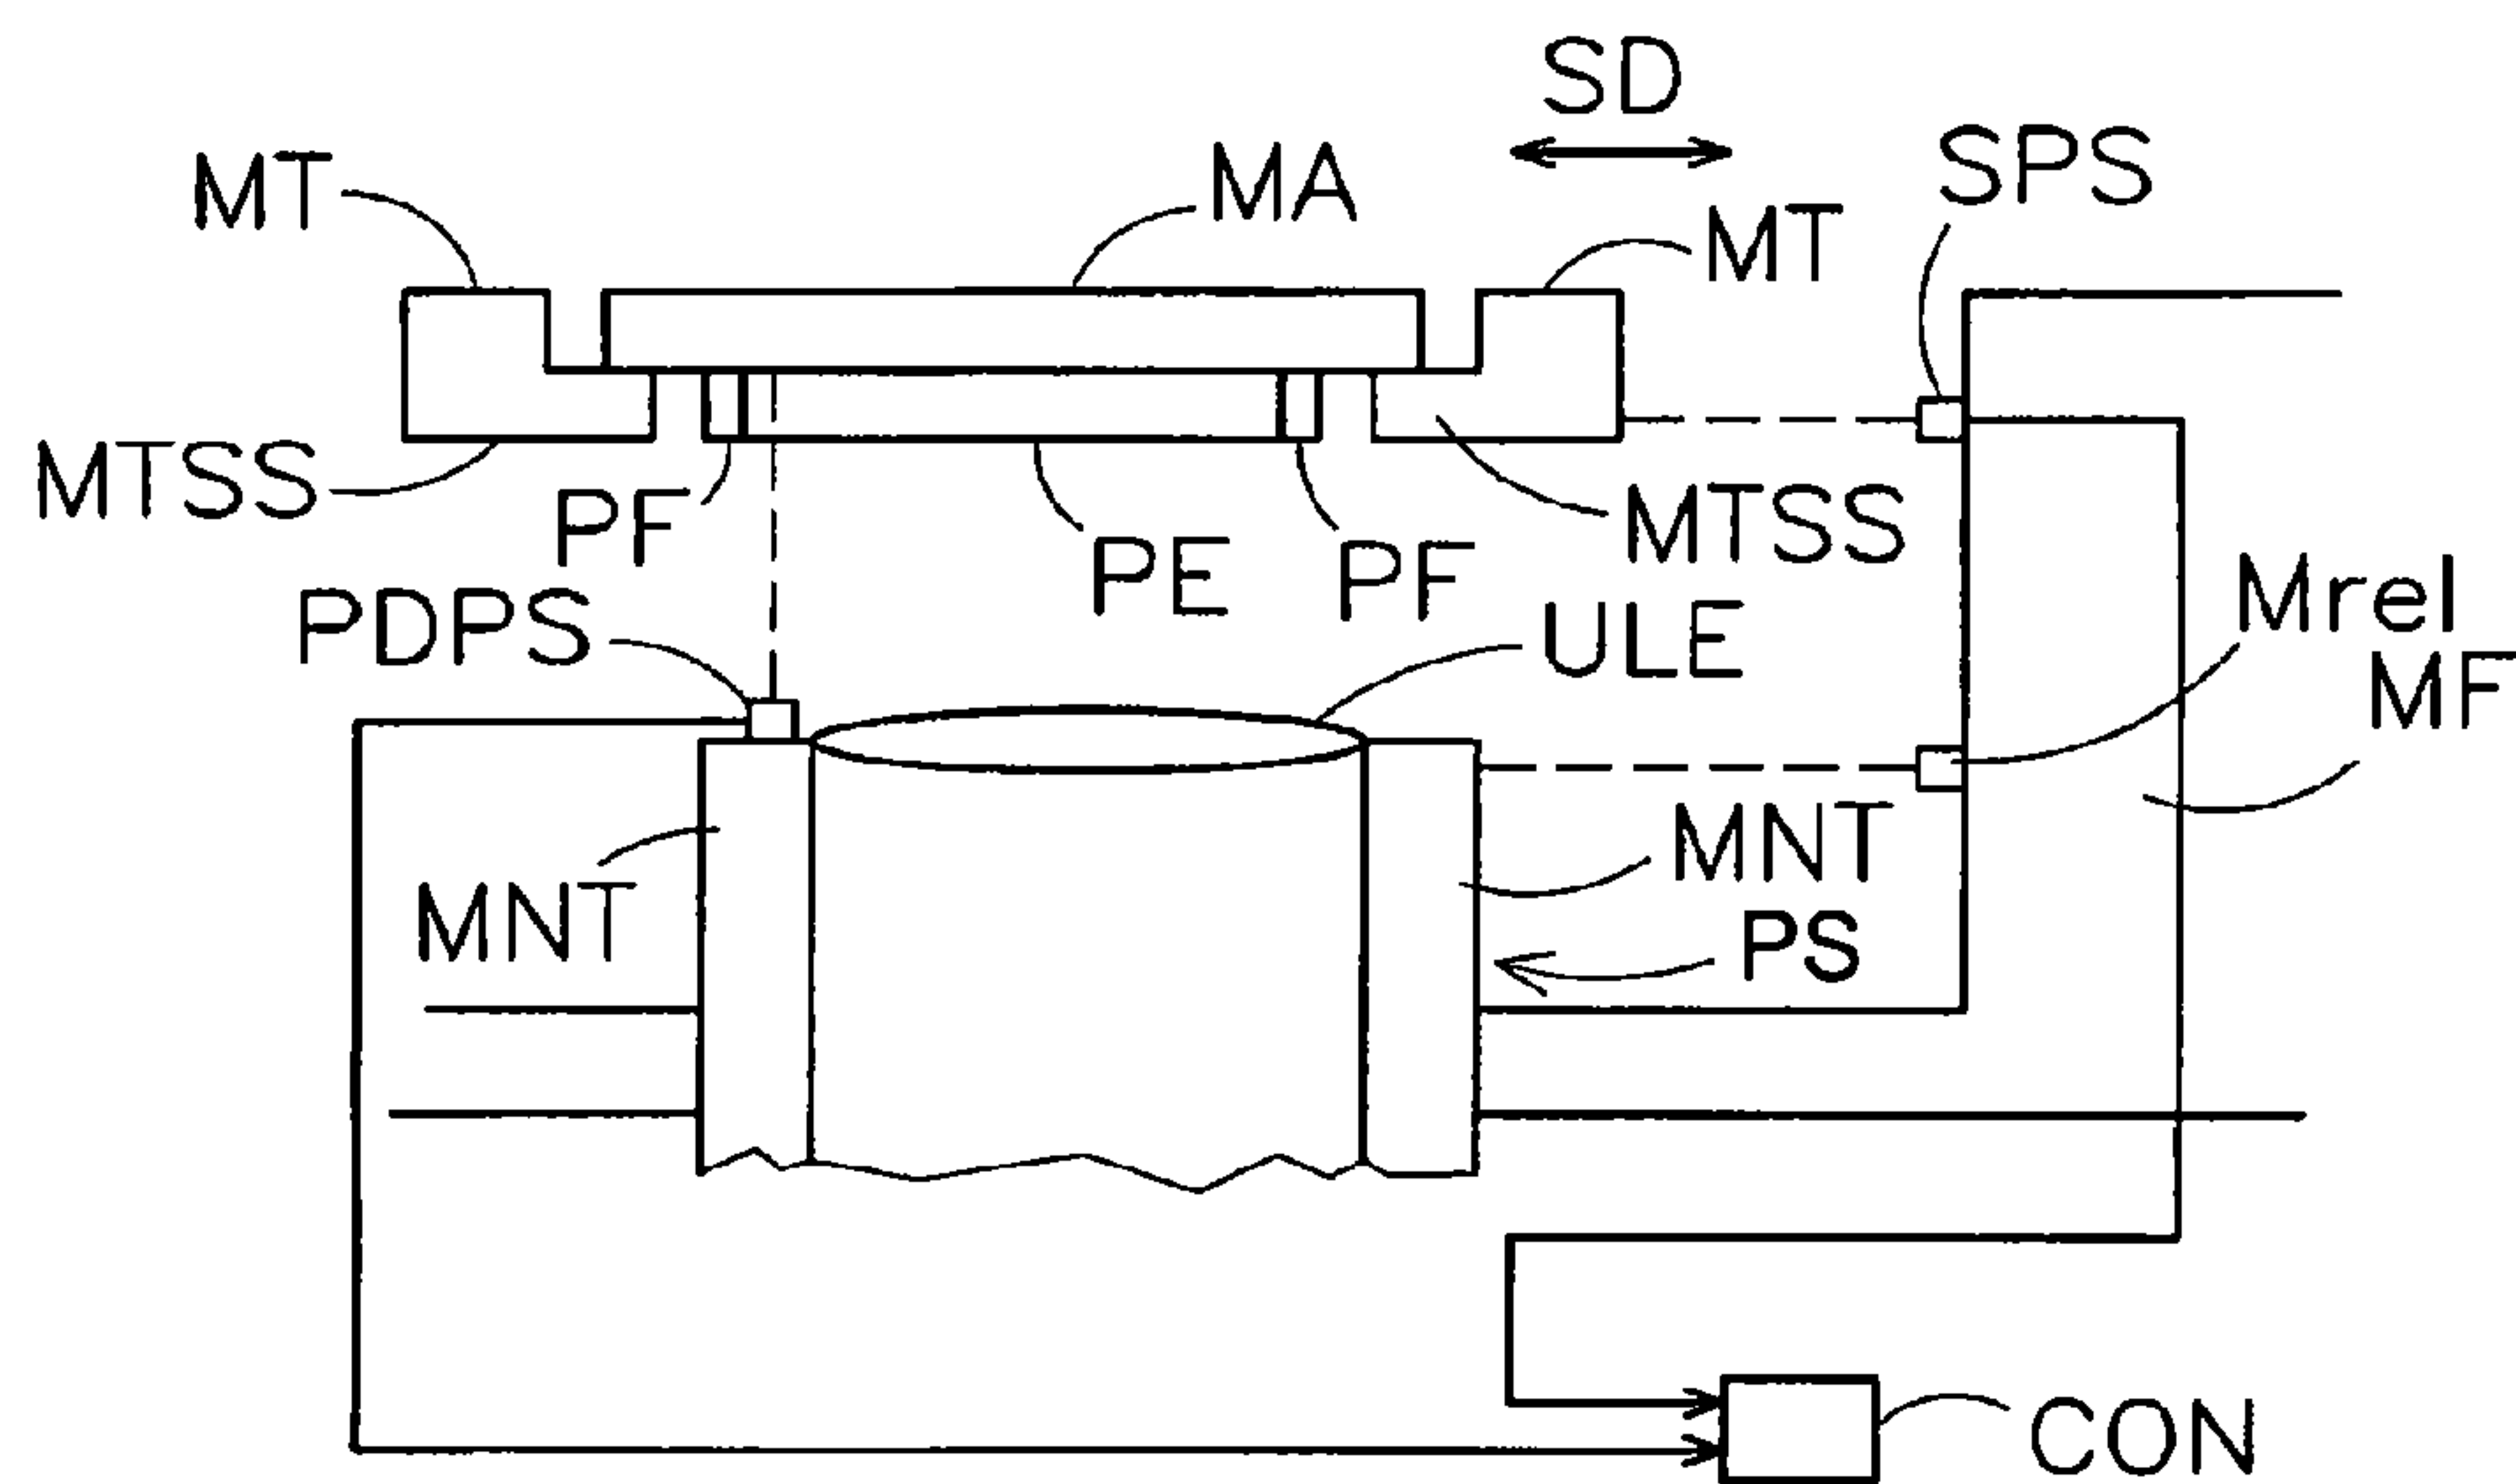 SD
SPS
MT
MA
MT
MTSS
PF
PE
PF
MTSS
PDPS
ULE
Mrel
MF
MNT
MNT
PS
CON